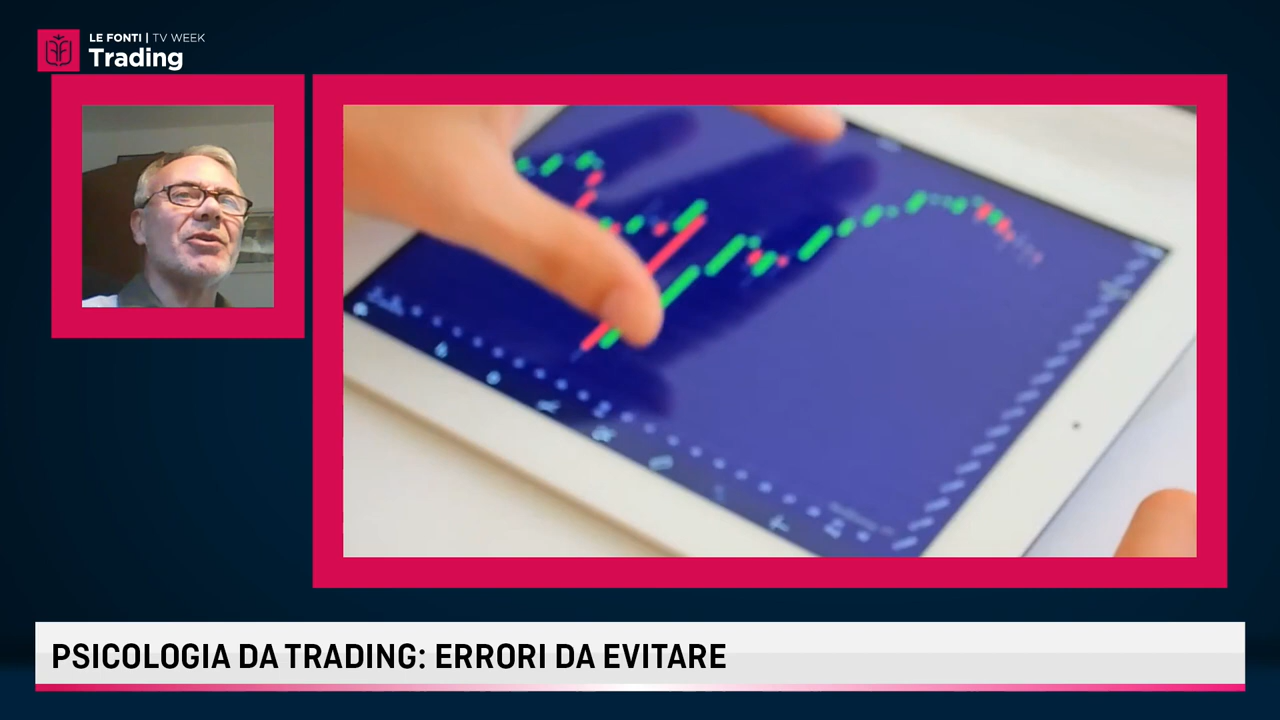 LE FONTI | TV WEEK
Trading
PSICOLOGIA DA TRADING: ERRORI DA EVITARE